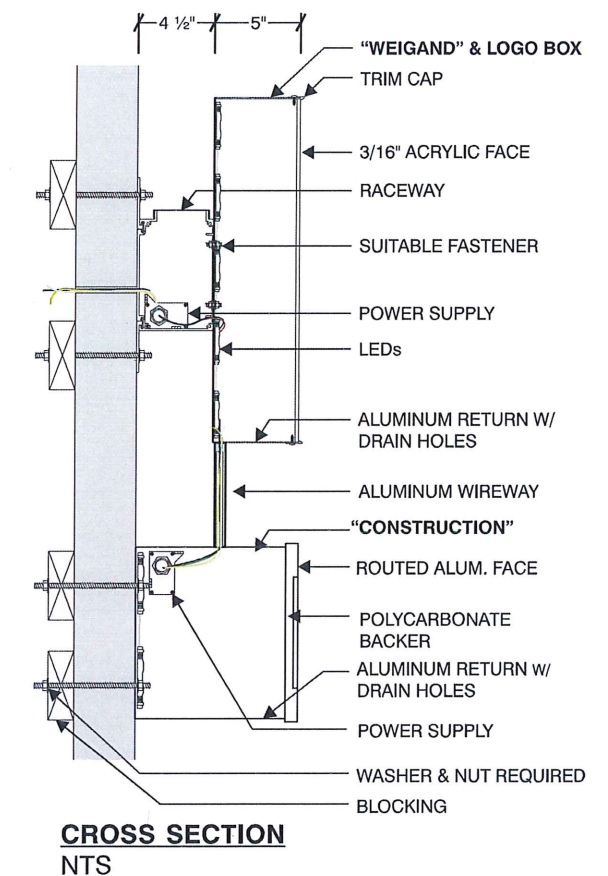 4 ½"
5"
"WEIGAND" & LOGO BOX
TRIM CAP
3/16" ACRYLIC FACE
RACEWAY
SUITABLE FASTENER
POWER SUPPLY
LEDs
ALUMINUM RETURN W/
DRAIN HOLES
ALUMINUM WIREWAY
"CONSTRUCTION"
ROUTED ALUM. FACE
POLYCARBONATE
BACKER
ALUMINUM RETURN W/
DRAIN HOLES
POWER SUPPLY
WASHER & NUT REQUIRED
BLOCKING
CROSS SECTION
NTS